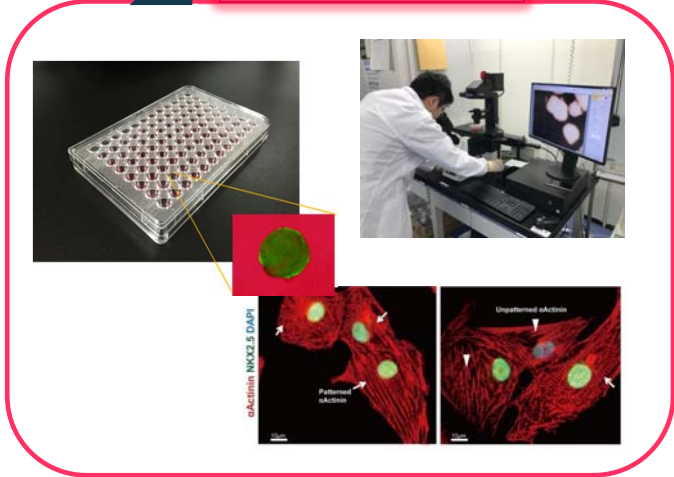 αActinin NKX2.5 DAPI
Patterned
αActinin
10μm
Unpatterned αActinin
10μm